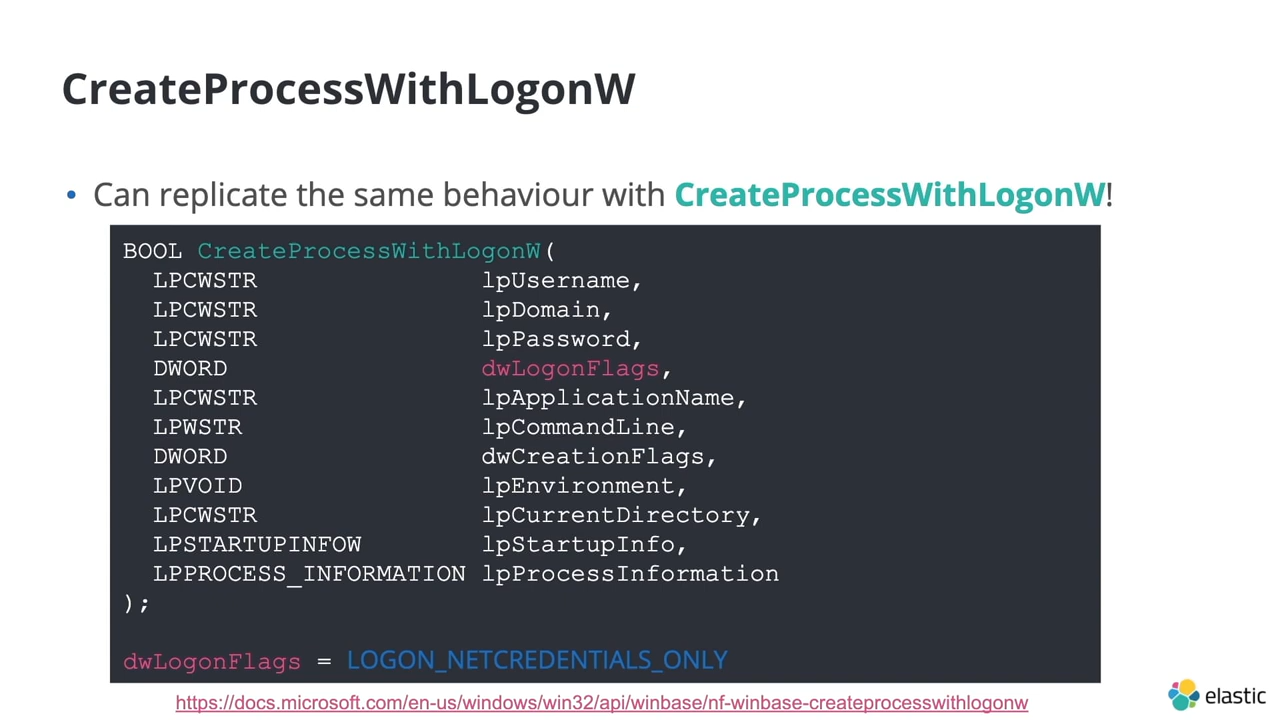 CreateProcessWithLogonW
• Can replicate the same behaviour with CreateProcessWithLogonW!
BOOL CreateProcessWithLogonW(
LPCWSTR lpUsername,
LPCWSTR lpDomain,
LPCWSTR lpPassword,
DWORD dwLogonFlags,
LPCWSTR lpApplicationName,
LPWSTR lpCommandLine,
DWORD dwCreationFlags,
LPVOID lpEnvironment,
LPCWSTR lpCurrentDirectory,
LPSTARTUPINFOW lpStartupInfo,
LPPROCESS_INFORMATION lpProcessInformation
);
dwLogonFlags = LOGON_NETCREDENTIALS_ONLY
https://docs.microsoft.com/en-us/windows/win32/api/winbase/nf-winbase-createprocesswithlogonw
elastic